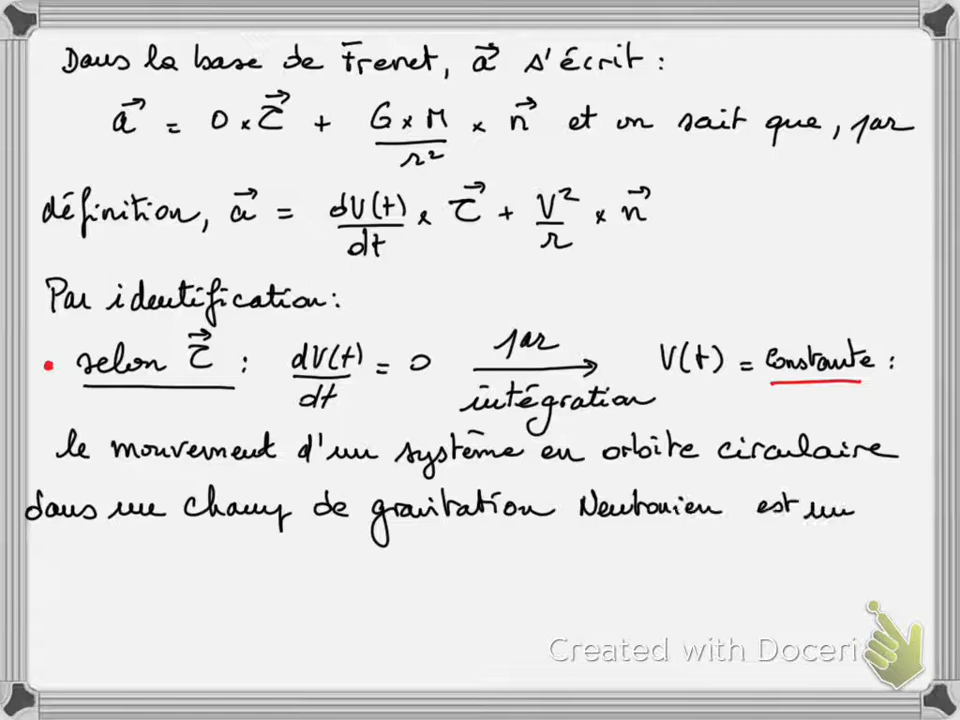 Dans la base de Frenet, a⃗ s'écrit :
a⃗ = 0 × τ⃗ + G × M / r² × n⃗ et on sait que, par
définition, a⃗ = dV(t)/dt × τ⃗ + V²/r × n⃗
Par identification :
• selon τ⃗ : dV(t)/dt = 0 par intégration → V(t) = constante :
le mouvement d'un système en orbite circulaire
dans un champ de gravitation Newtonien est un
Created with Doceri